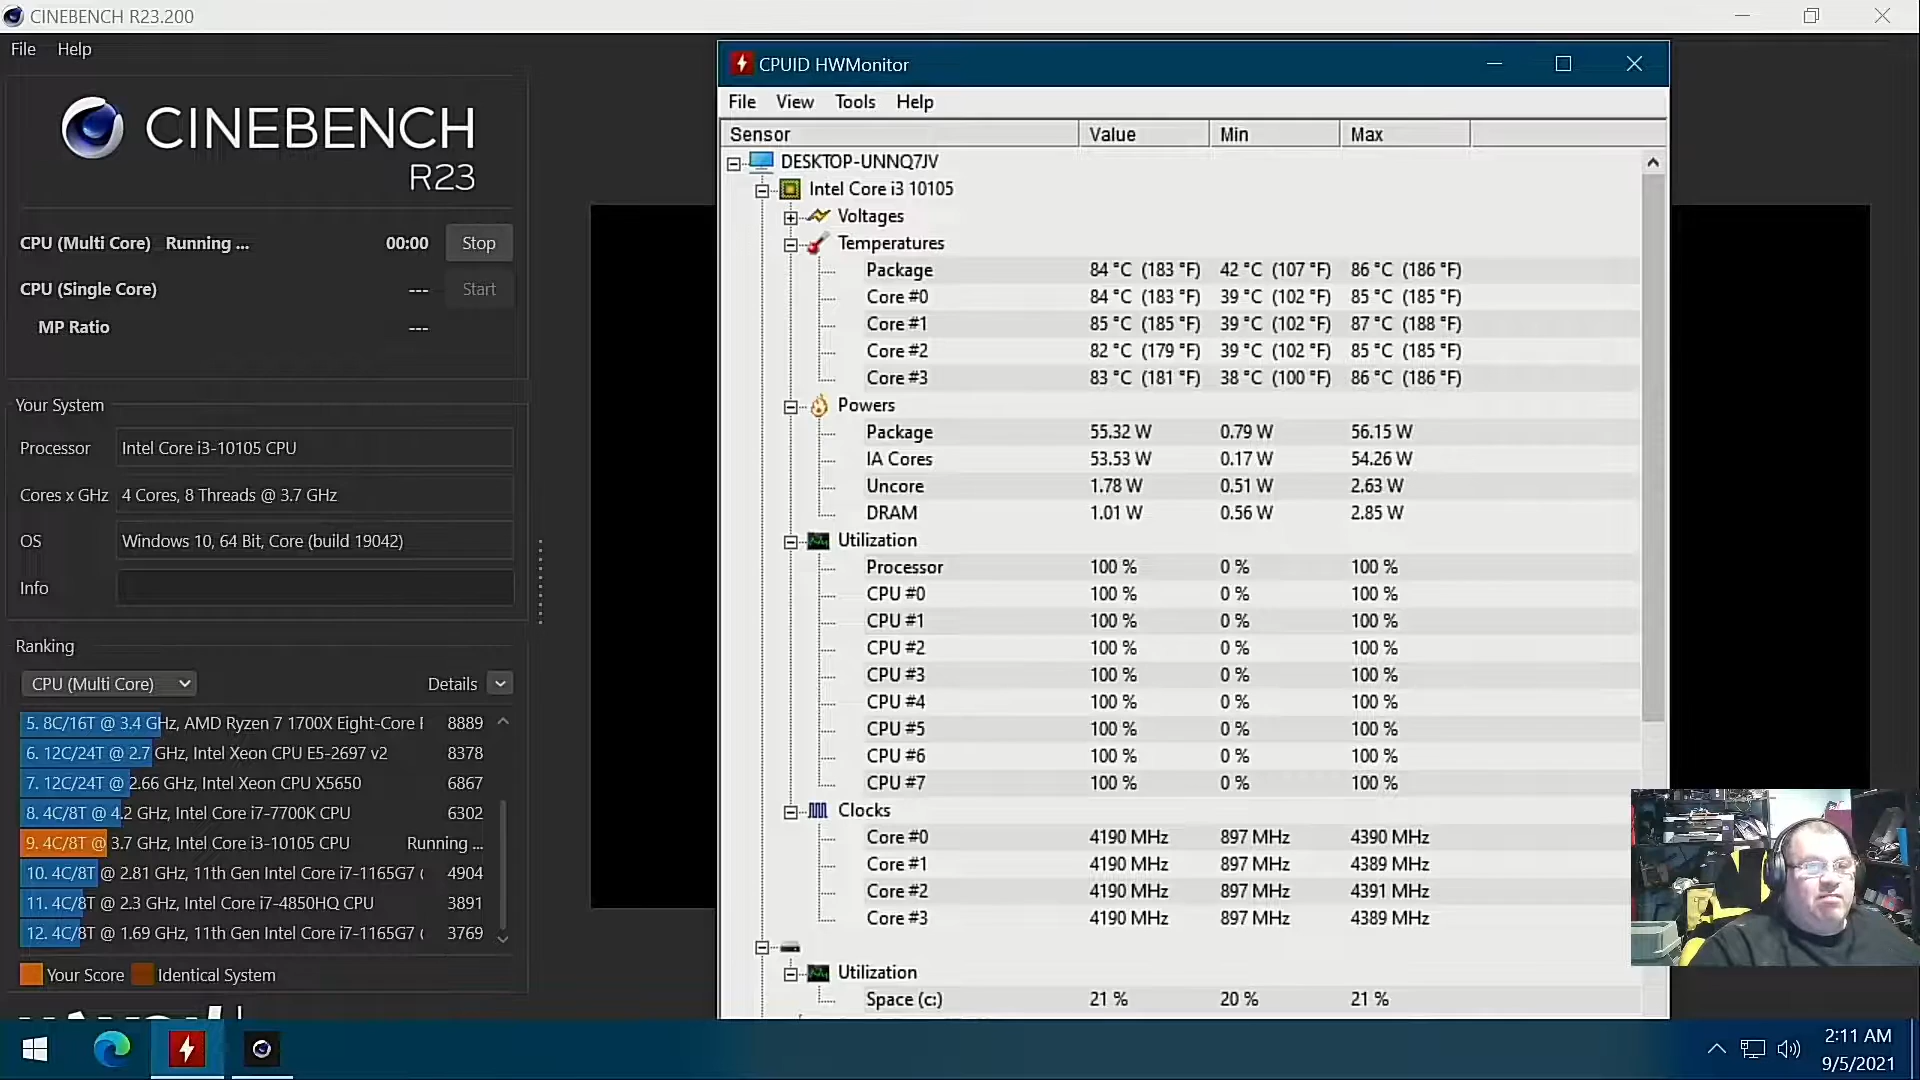 CINEBENCH R23.200
File Help
CINEBENCH
R23
CPU (Multi Core) Running ... 00:00 Stop
CPU (Single Core) --- Start
MP Ratio ---
Your System
Processor Intel Core i3-10105 CPU
Cores x GHz 4 Cores, 8 Threads @ 3.7 GHz
OS Windows 10, 64 Bit, Core (build 19042)
Info
Ranking
CPU (Multi Core) Details
5. 8C/16T @ 3.4 GHz, AMD Ryzen 7 1700X Eight-Core 8889
6. 12C/24T @ 2.7 GHz, Intel Xeon CPU E5-2697 v2 8378
7. 12C/24T @ 2.66 GHz, Intel Xeon CPU X5650 6867
8. 4C/8T @ 4.2 GHz, Intel Core i7-7700K CPU 6302
9. 4C/8T @ 3.7 GHz, Intel Core i3-10105 CPU Running ...
10. 4C/8T @ 2.81 GHz, 11th Gen Intel Core i7-1165G7 4904
11. 4C/8T @ 2.3 GHz, Intel Core i7-4850HQ CPU 3891
12. 4C/8T @ 1.69 GHz, 11th Gen Intel Core i7-1165G7 3769
Your Score Identical System
CPUID HWMonitor
File View Tools Help
Sensor Value Min Max
DESKTOP-UNNQ7JV
Intel Core i3 10105
Voltages
Temperatures
Package 84 °C (183 °F) 42 °C (107 °F) 86 °C (186 °F)
Core #0 84 °C (183 °F) 39 °C (102 °F) 85 °C (185 °F)
Core #1 85 °C (185 °F) 39 °C (102 °F) 87 °C (188 °F)
Core #2 82 °C (179 °F) 39 °C (102 °F) 85 °C (185 °F)
Core #3 83 °C (181 °F) 38 °C (100 °F) 86 °C (186 °F)
Powers
Package 55.32 W 0.79 W 56.15 W
IA Cores 53.53 W 0.17 W 54.26 W
Uncore 1.78 W 0.51 W 2.63 W
DRAM 1.01 W 0.56 W 2.85 W
Utilization
Processor 100 % 0 % 100 %
CPU #0 100 % 0 % 100 %
CPU #1 100 % 0 % 100 %
CPU #2 100 % 0 % 100 %
CPU #3 100 % 0 % 100 %
CPU #4 100 % 0 % 100 %
CPU #5 100 % 0 % 100 %
CPU #6 100 % 0 % 100 %
CPU #7 100 % 0 % 100 %
Clocks
Core #0 4190 MHz 897 MHz 4390 MHz
Core #1 4190 MHz 897 MHz 4389 MHz
Core #2 4190 MHz 897 MHz 4391 MHz
Core #3 4190 MHz 897 MHz 4389 MHz
Utilization
Space (c:) 21 % 20 % 21 %
2:11 AM
9/5/2021